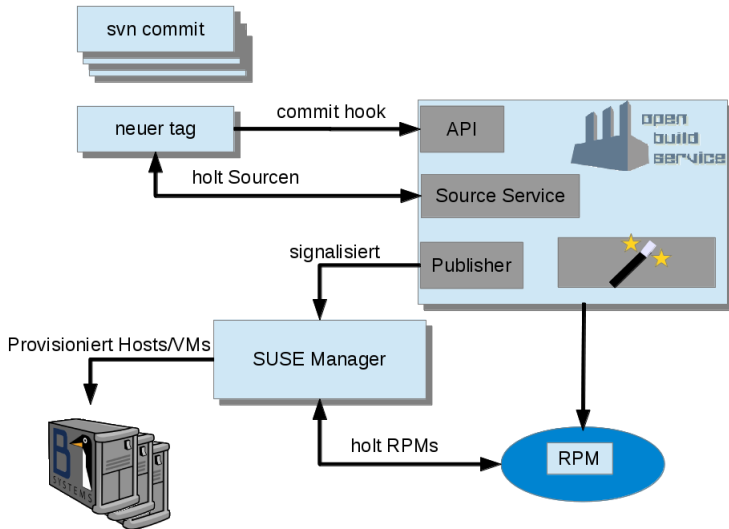 svn commit
neuer tag
commit hook
API
open
build
service
holt Sourcen
Source Service
signalisiert
Publisher
Provisioniert Hosts/VMs
SUSE Manager
holt RPMs
RPM
B
SYSTEMS